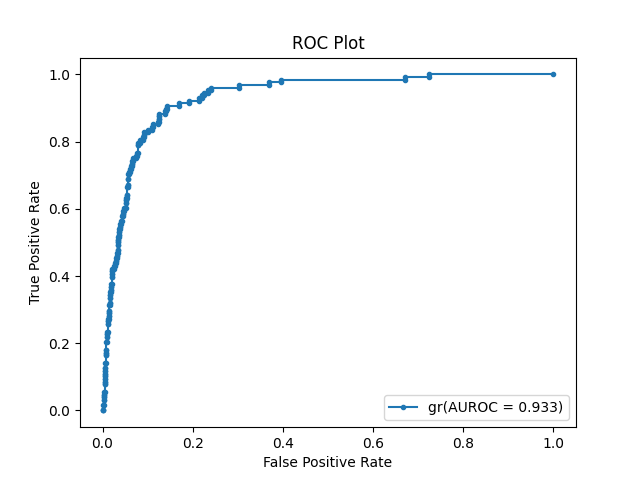 ROC Plot
True Positive Rate
1.0
0.8
0.6
0.4
0.2
0.0
gr(AUROC = 0.933)
0.0 0.2 0.4 0.6 0.8 1.0
False Positive Rate